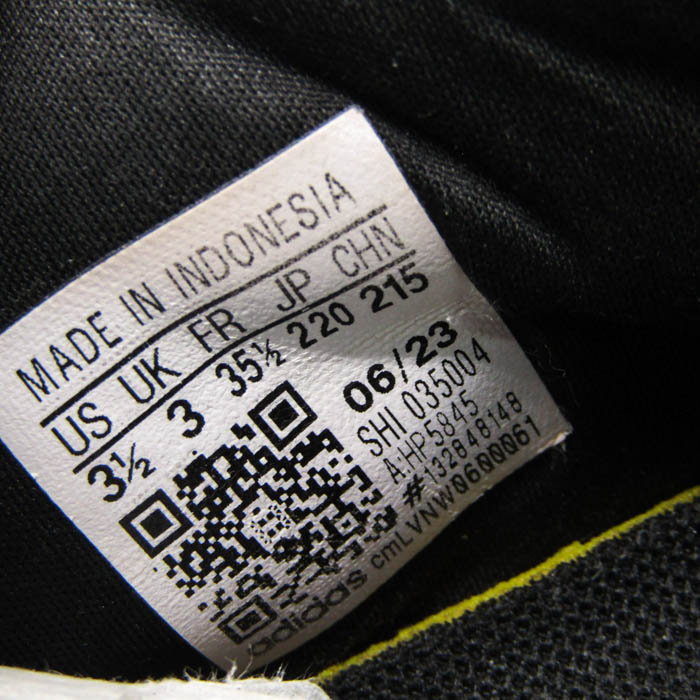 MADE IN INDONESIA
US UK FR JP CHN
3½ 3 35½ 220 215
06/23
SHI 035004
A:HP5845
#132848148
cmLVNW0600061
adidas